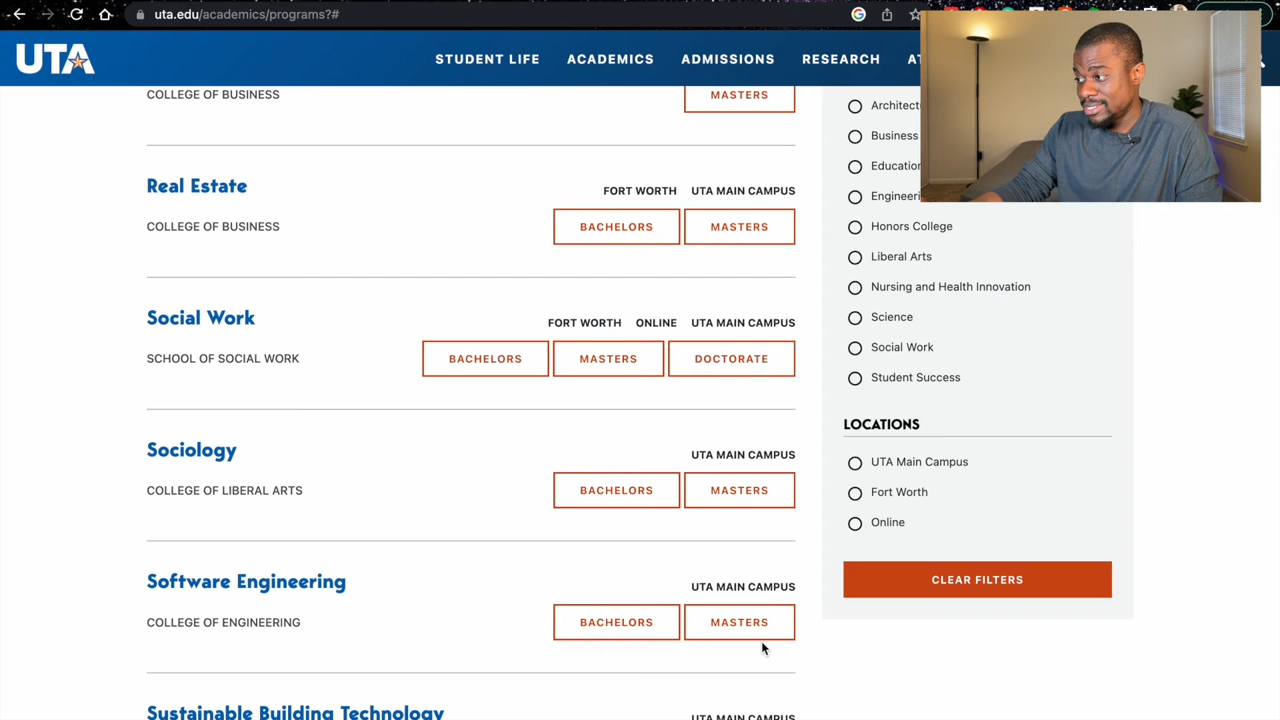 uta.edu/academics/programs?#
UTA
STUDENT LIFE
ACADEMICS
ADMISSIONS
RESEARCH
COLLEGE OF BUSINESS
MASTERS
Real Estate
FORT WORTH
UTA MAIN CAMPUS
COLLEGE OF BUSINESS
BACHELORS
MASTERS
Social Work
FORT WORTH
ONLINE
UTA MAIN CAMPUS
SCHOOL OF SOCIAL WORK
BACHELORS
MASTERS
DOCTORATE
Sociology
UTA MAIN CAMPUS
COLLEGE OF LIBERAL ARTS
BACHELORS
MASTERS
Software Engineering
UTA MAIN CAMPUS
COLLEGE OF ENGINEERING
BACHELORS
MASTERS
Sustainable Building Technology
UTA MAIN CAMPUS
Business
Honors College
Liberal Arts
Nursing and Health Innovation
Science
Social Work
Student Success
LOCATIONS
UTA Main Campus
Fort Worth
Online
CLEAR FILTERS